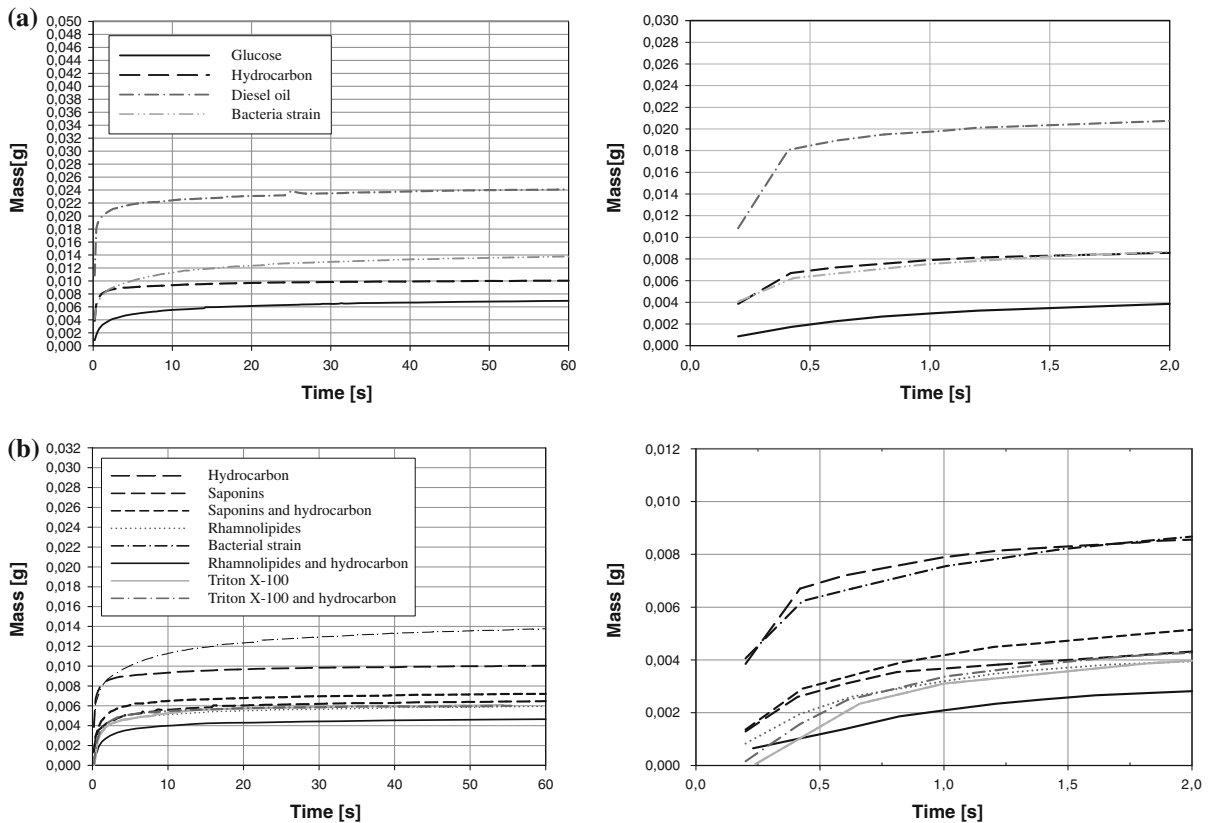 (a)
0,050
0,048
0,046
0,044
0,042
0,040
0,038
0,036
0,034
0,032
0,030
0,028
0,026
0,024
0,022
0,020
0,018
0,016
0,014
0,012
0,010
0,008
0,006
0,004
0,002
0,000
Mass[g]
Glucose
Hydrocarbon
Diesel oil
Bacteria strain
0 10 20 30 40 50 60
Time [s]
0,030
0,028
0,026
0,024
0,022
0,020
0,018
0,016
0,014
0,012
0,010
0,008
0,006
0,004
0,002
0,000
Mass[g]
0,0 0,5 1,0 1,5 2,0
Time [s]
(b)
0,032
0,030
0,028
0,026
0,024
0,022
0,020
0,018
0,016
0,014
0,012
0,010
0,008
0,006
0,004
0,002
0,000
Mass [g]
Hydrocarbon
Saponins
Saponins and hydrocarbon
Rhamnolipides
Bacterial strain
Rhamnolipides and hydrocarbon
Triton X-100
Triton X-100 and hydrocarbon
0 10 20 30 40 50 60
Time [s]
0,012
0,010
0,008
0,006
0,004
0,002
0,000
Mass [g]
0,0 0,5 1,0 1,5 2,0
Time [s]